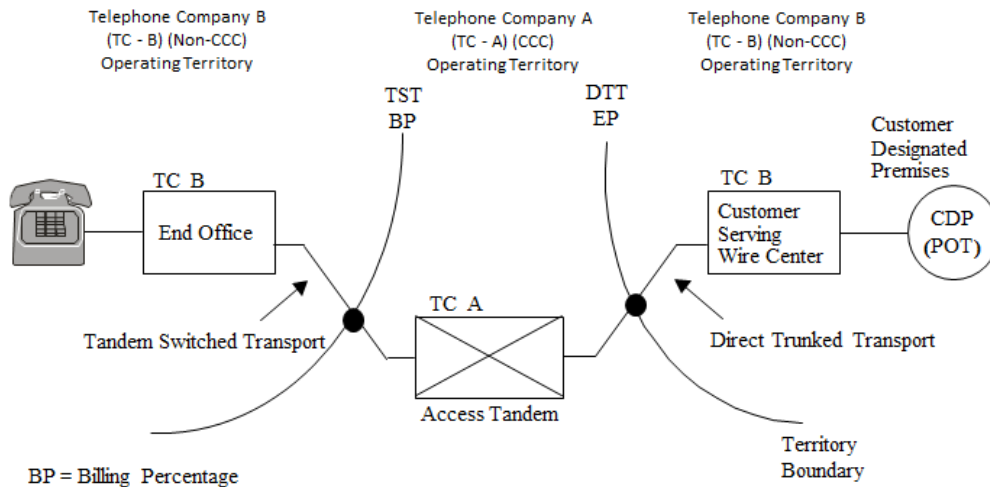 Telephone Company B
(TC - B) (Non-CCC)
Operating Territory
Telephone Company A
(TC - A) (CCC)
Operating Territory
Telephone Company B
(TC - B) (Non-CCC)
Operating Territory
TST
BP
DTT
EP
Customer
Designated
Premises
TC B
End Office
TC B
Customer
Serving
Wire Center
CDP
(POT)
TC A
Tandem Switched Transport
Direct Trunked Transport
Access Tandem
Territory
Boundary
BP = Billing Percentage